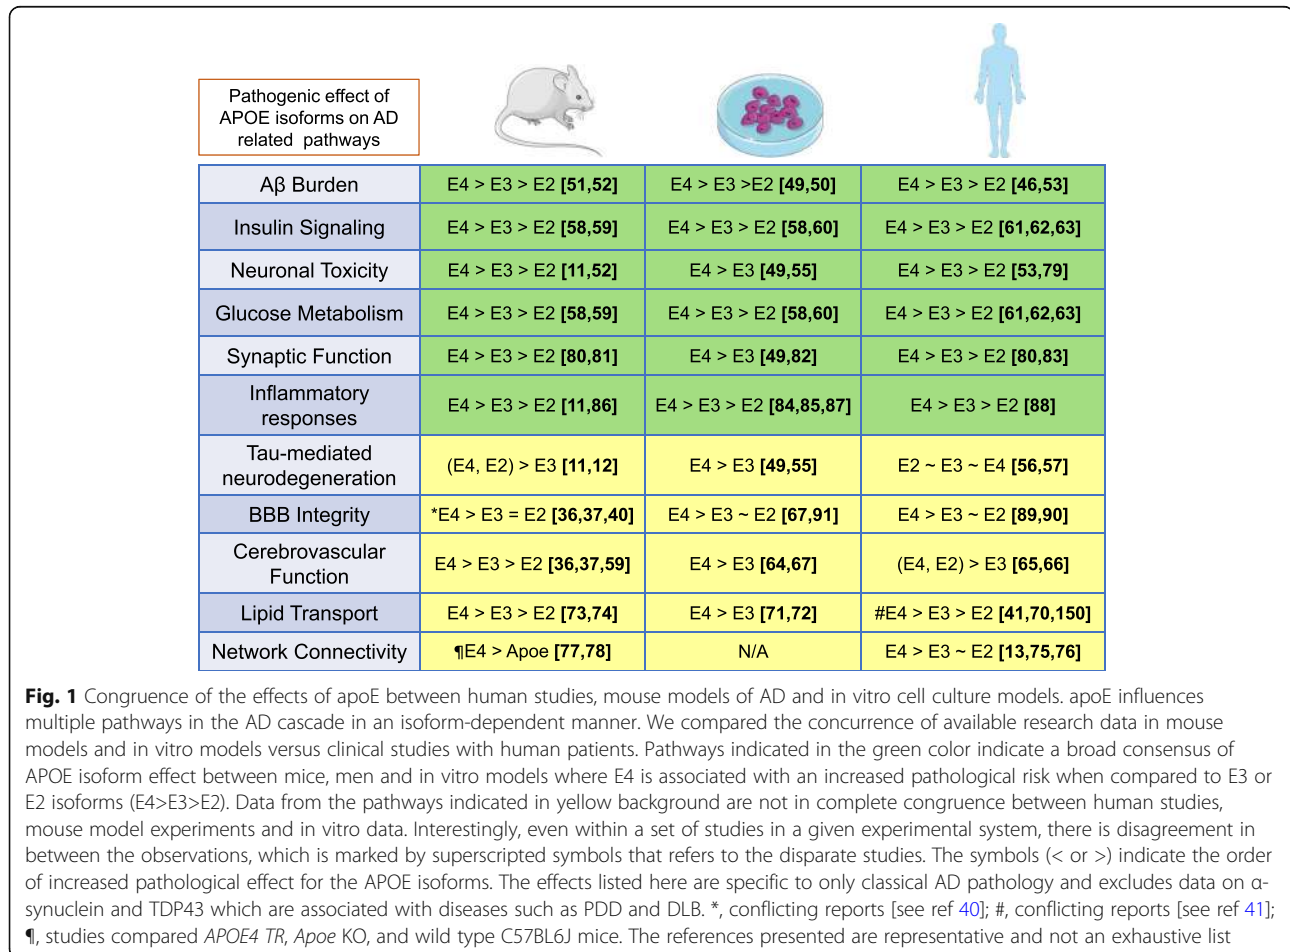 Pathogenic effect of
APOE isoforms on AD
related pathways
Aβ Burden E4 > E3 > E2 [51,52] E4 > E3 >E2 [49,50] E4 > E3 > E2 [46,53]
Insulin Signaling E4 > E3 > E2 [58,59] E4 > E3 > E2 [58,60] E4 > E3 > E2 [61,62,63]
Neuronal Toxicity E4 > E3 > E2 [11,52] E4 > E3 [49,55] E4 > E3 > E2 [53,79]
Glucose Metabolism E4 > E3 > E2 [58,59] E4 > E3 > E2 [58,60] E4 > E3 > E2 [61,62,63]
Synaptic Function E4 > E3 > E2 [80,81] E4 > E3 [49,82] E4 > E3 > E2 [80,83]
Inflammatory
responses E4 > E3 > E2 [11,86] E4 > E3 > E2 [84,85,87] E4 > E3 > E2 [88]
Tau-mediated
neurodegeneration (E4, E2) > E3 [11,12] E4 > E3 [49,55] E2 ~ E3 ~ E4 [56,57]
BBB Integrity *E4 > E3 = E2 [36,37,40] E4 > E3 ~ E2 [67,91] E4 > E3 ~ E2 [89,90]
Cerebrovascular
Function E4 > E3 > E2 [36,37,59] E4 > E3 [64,67] (E4, E2) > E3 [65,66]
Lipid Transport E4 > E3 > E2 [73,74] E4 > E3 [71,72] #E4 > E3 > E2 [41,70,150]
Network Connectivity ¶E4 > Apoe [77,78] N/A E4 > E3 ~ E2 [13,75,76]
Fig. 1 Congruence of the effects of apoE between human studies, mouse models of AD and in vitro cell culture models. apoE influences
multiple pathways in the AD cascade in an isoform-dependent manner. We compared the concurrence of available research data in mouse
models and in vitro models versus clinical studies with human patients. Pathways indicated in the green color indicate a broad consensus of
APOE isoform effect between mice, men and in vitro models where E4 is associated with an increased pathological risk when compared to E3 or
E2 isoforms (E4>E3>E2). Data from the pathways indicated in yellow background are not in complete congruence between human studies,
mouse model experiments and in vitro data. Interestingly, even within a set of studies in a given experimental system, there is disagreement in
between the observations, which is marked by superscripted symbols that refers to the disparate studies. The symbols (< or >) indicate the order
of increased pathological effect for the APOE isoforms. The effects listed here are specific to only classical AD pathology and excludes data on α-
synuclein and TDP43 which are associated with diseases such as PDD and DLB. *, conflicting reports [see ref 40]; #, conflicting reports [see ref 41];
¶, studies compared APOE4 TR, Apoe KO, and wild type C57BL6J mice. The references presented are representative and not an exhaustive list